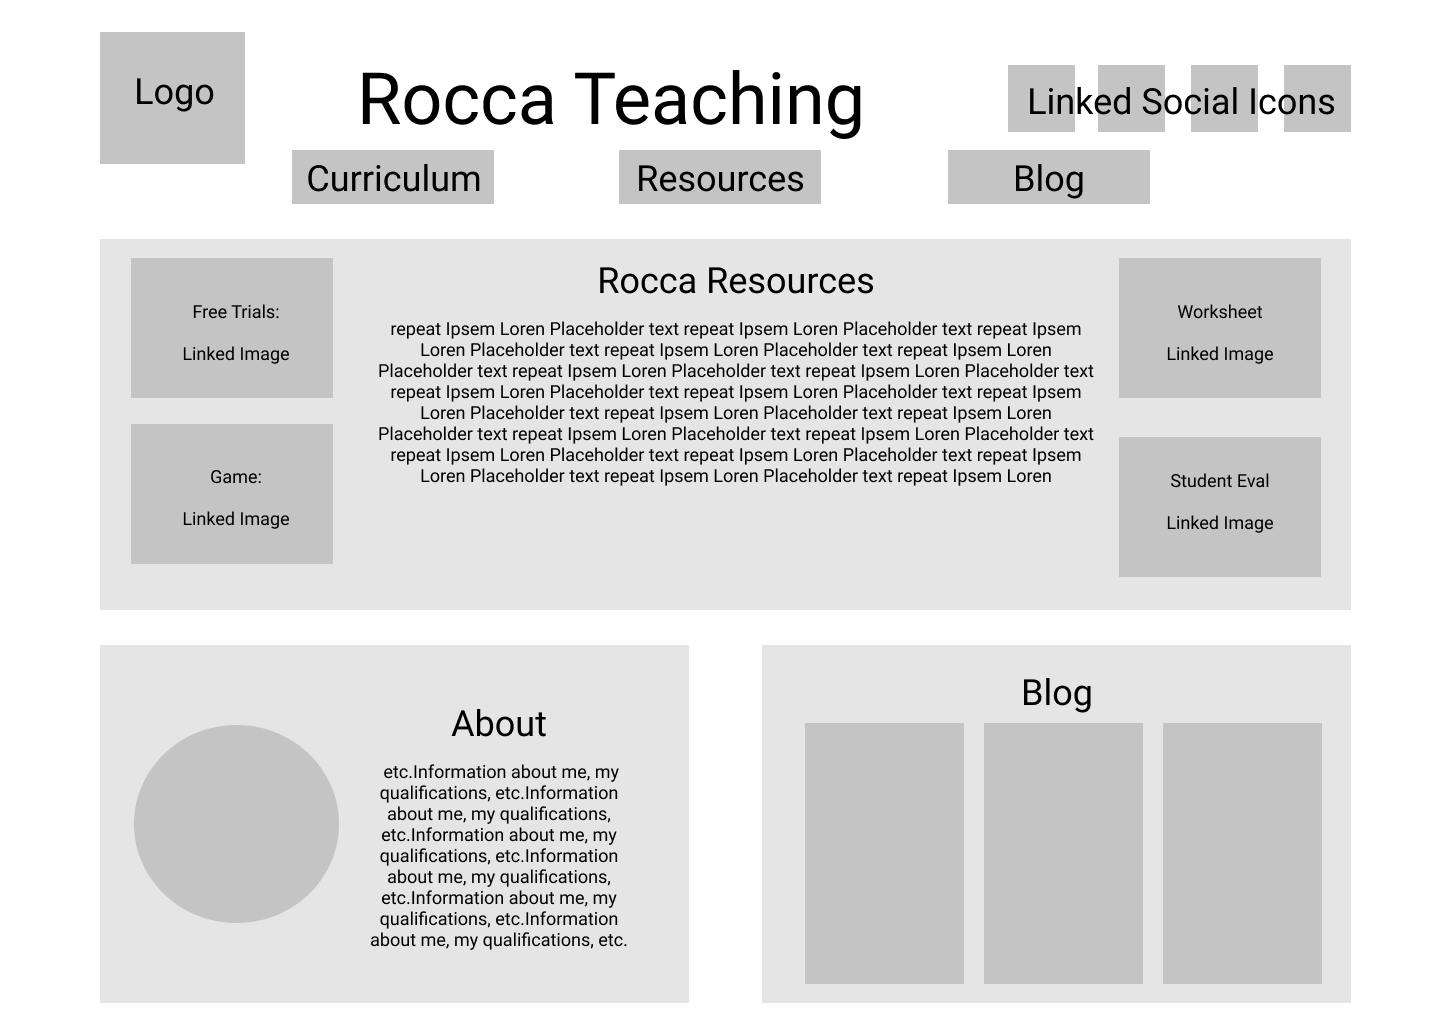 Logo
Rocca Teaching
Linked Social Icons
Curriculum
Resources
Blog
Free Trials:
Linked Image
Game:
Linked Image
Rocca Resources
repeat Ipsem Loren Placeholder text repeat Ipsem Loren Placeholder text repeat Ipsem
Loren Placeholder text repeat Ipsem Loren Placeholder text repeat Ipsem Loren
Placeholder text repeat Ipsem Loren Placeholder text repeat Ipsem Loren Placeholder text
repeat Ipsem Loren Placeholder text repeat Ipsem Loren Placeholder text repeat Ipsem
Loren Placeholder text repeat Ipsem Loren Placeholder text repeat Ipsem Loren
Placeholder text repeat Ipsem Loren Placeholder text repeat Ipsem Loren Placeholder text
repeat Ipsem Loren Placeholder text repeat Ipsem Loren Placeholder text repeat Ipsem
Loren Placeholder text repeat Ipsem Loren Placeholder text repeat Ipsem Loren
Worksheet
Linked Image
Student Eval
Linked Image
About
etc.Information about me, my
qualifications, etc.Information
about me, my qualifications,
etc.Information about me, my
qualifications, etc.Information
about me, my qualifications,
etc.Information about me, my
qualifications, etc.Information
about me, my qualifications, etc.
Blog